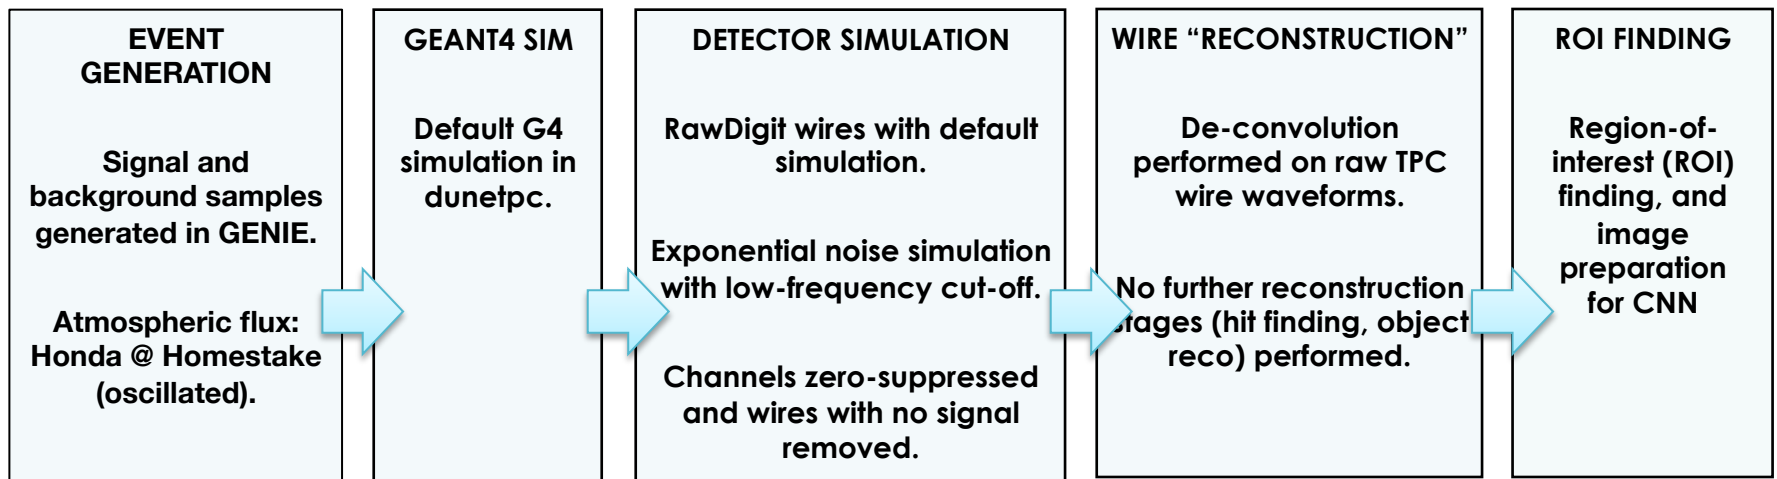 EVENT
GENERATION
Signal and
background samples
generated in GENIE.
Atmospheric flux:
Honda @ Homestake
(oscillated).
GEANT4 SIM
Default G4
simulation in
dunetpc.
DETECTOR SIMULATION
RawDigit wires with default
simulation.
Exponential noise simulation
with low-frequency cut-off.
Channels zero-suppressed
and wires with no signal
removed.
WIRE “RECONSTRUCTION”
De-convolution
performed on raw TPC
wire waveforms.
No further reconstruction
stages (hit finding, object
reco) performed.
ROI FINDING
Region-of-
interest (ROI)
finding, and
image
preparation
for CNN